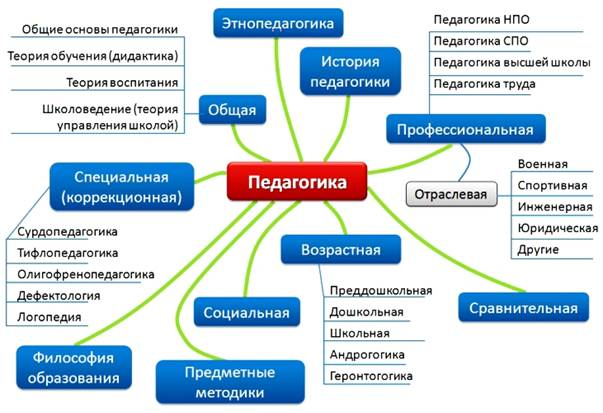 Этнопедагогика
Общие основы педагогики
Теория обучения (дидактика)
Теория воспитания
Школоведение (теория
управления школой)
Общая
История
педагогики
Педагогика НПО
Педагогика СПО
Педагогика высшей школы
Педагогика труда
Профессиональная
Отраслевая
Военная
Спортивная
Инженерная
Юридическая
Другие
Педагогика
Специальная
(коррекционная)
Сурдопедагогика
Тифлопедагогика
Олигофренопедагогика
Дефектология
Логопедия
Возрастная
Преддошкольная
Дошкольная
Школьная
Андрогогика
Геронтогогика
Социальная
Сравнительная
Философия
образования
Предметные
методики